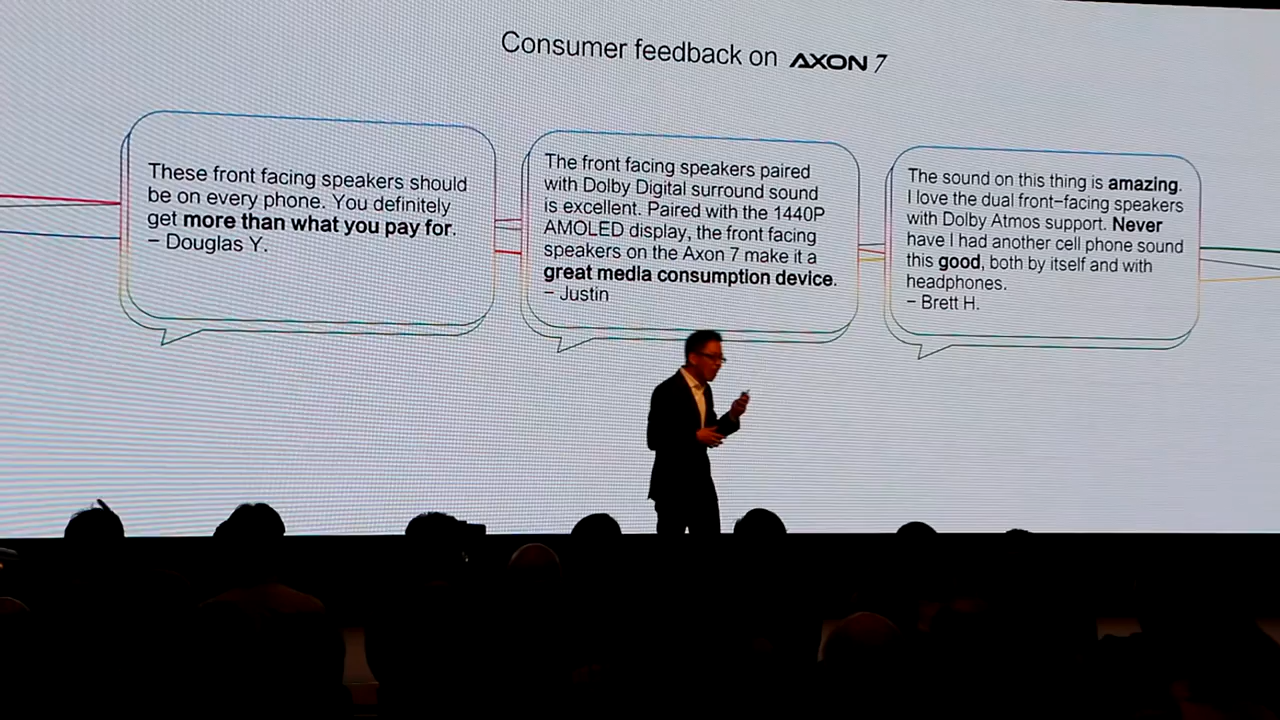 Consumer feedback on AXON 7
These front facing speakers should
be on every phone. You definitely
get more than what you pay for.
– Douglas Y.
The front facing speakers paired
with Dolby Digital surround sound
is excellent. Paired with the 1440P
AMOLED display, the front facing
speakers on the Axon 7 make it a
great media consumption device.
– Justin
The sound on this thing is amazing.
I love the dual front-facing speakers
with Dolby Atmos support. Never
have I had another cell phone sound
this good, both by itself and with
headphones.
– Brett H.